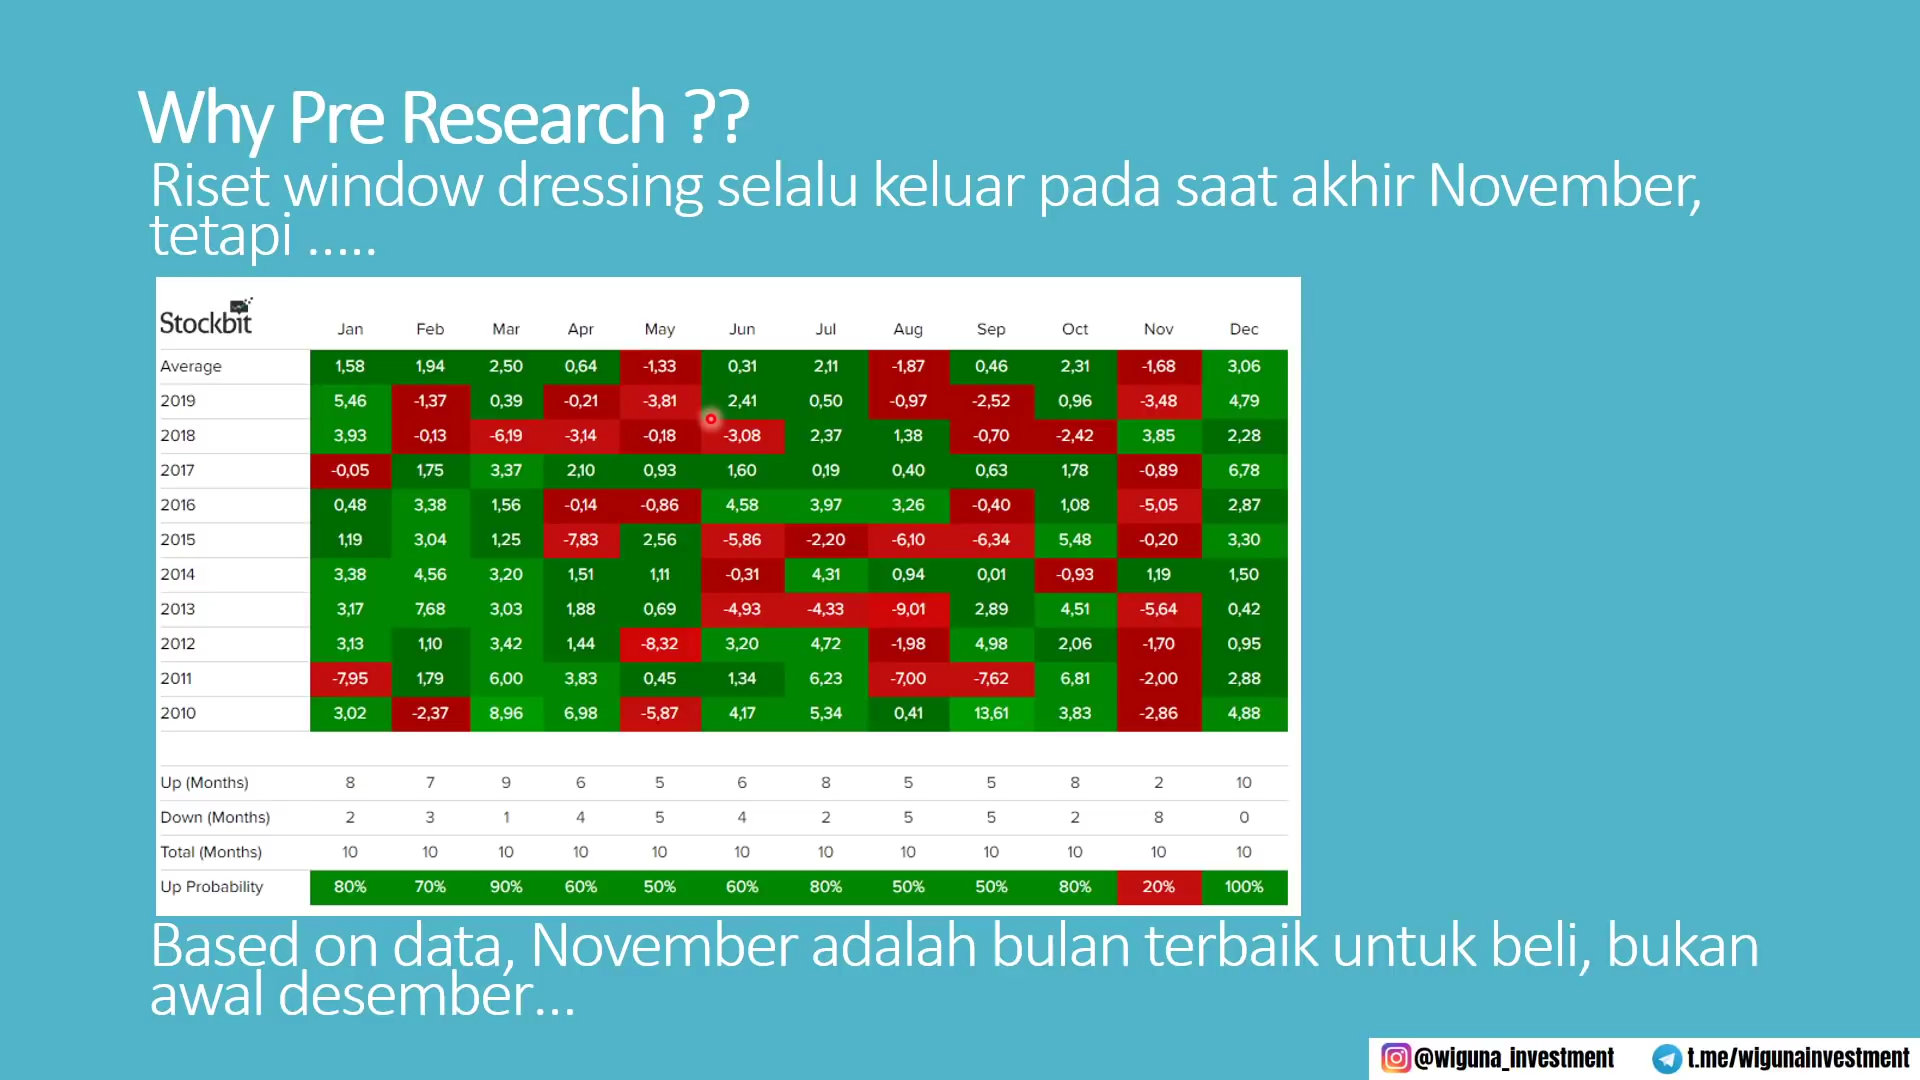 Why Pre Research ??
Riset window dressing selalu keluar pada saat akhir November,
tetapi .....
Stockbit Jan Feb Mar Apr May Jun Jul Aug Sep Oct Nov Dec
Average 1,58 1,94 2,50 0,64 -1,33 0,31 2,11 -1,87 0,46 2,31 -1,68 3,06
2019 5,46 -1,37 0,39 -0,21 -3,81 2,41 0,50 -0,97 -2,52 0,96 -3,48 4,79
2018 3,93 -0,13 -6,19 -3,14 -0,18 -3,08 2,37 1,38 -0,70 -2,42 3,85 2,28
2017 -0,05 1,75 3,37 2,10 0,93 1,60 0,19 0,40 0,63 1,78 -0,89 6,78
2016 0,48 3,38 1,56 -0,14 -0,86 4,58 3,97 3,26 -0,40 1,08 -5,05 2,87
2015 1,19 3,04 1,25 -7,83 2,56 -5,86 -2,20 -6,10 -6,34 5,48 -0,20 3,30
2014 3,38 4,56 3,20 1,51 1,11 -0,31 4,31 0,94 0,01 -0,93 1,19 1,50
2013 3,17 7,68 3,03 1,88 0,69 -4,93 -4,33 -9,01 2,89 4,51 -5,64 0,42
2012 3,13 1,10 3,42 1,44 -8,32 3,20 4,72 -1,98 4,98 2,06 -1,70 0,95
2011 -7,95 1,79 6,00 3,83 0,45 1,34 6,23 -7,00 -7,62 6,81 -2,00 2,88
2010 3,02 -2,37 8,96 6,98 -5,87 4,17 5,34 0,41 13,61 3,83 -2,86 4,88
Up (Months) 8 7 9 6 5 6 8 5 5 8 2 10
Down (Months) 2 3 1 4 5 4 2 5 5 2 8 0
Total (Months) 10 10 10 10 10 10 10 10 10 10 10 10
Up Probability 80% 70% 90% 60% 50% 60% 80% 50% 50% 80% 20% 100%
Based on data, November adalah bulan terbaik untuk beli, bukan
awal desember...
@wiguna_investment t.me/wigunainvestment